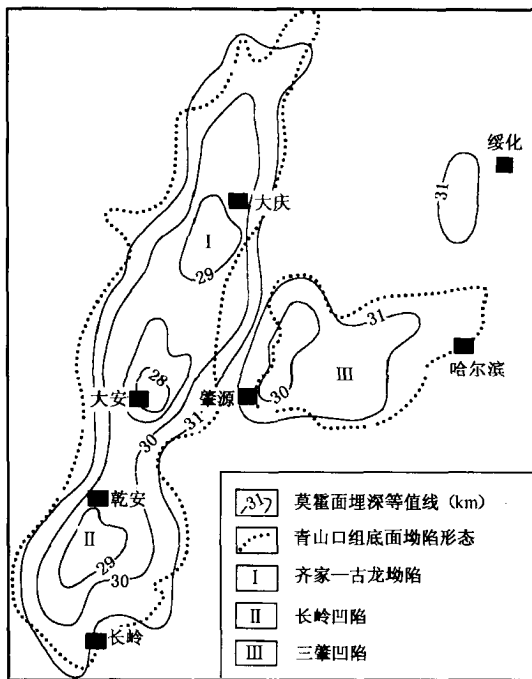 绥化
31
大庆
I
29
31
哈尔滨
III
28
大安
肇源
30
30
31
乾安
II
29
30
长岭
31 莫霍面埋深等值线（km）
青山口组底面坳陷形态
I 齐家—古龙坳陷
II 长岭凹陷
III 三肇凹陷